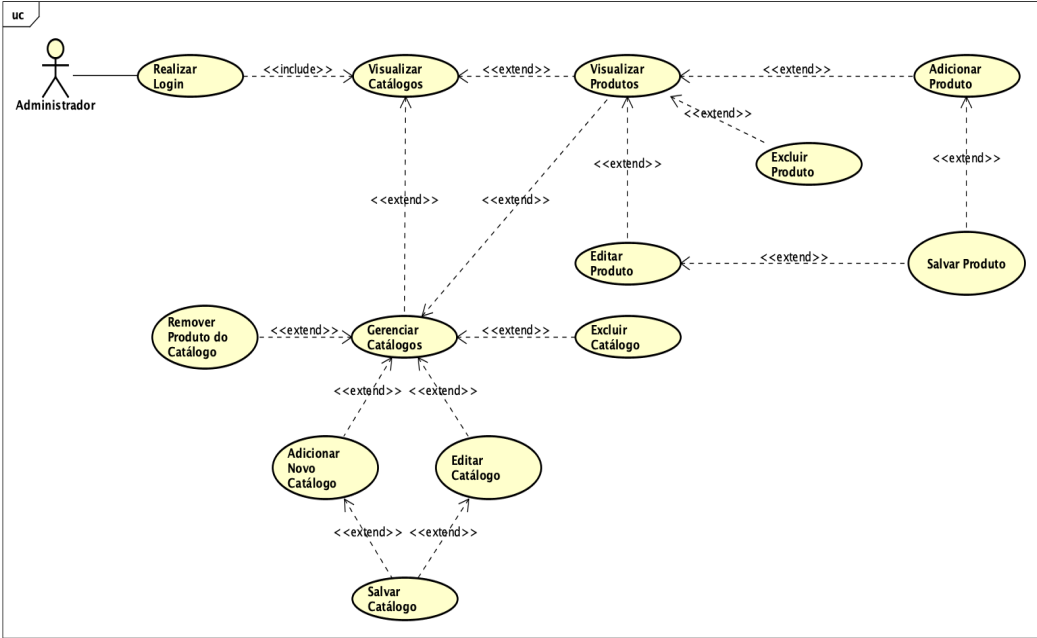 uc
Administrador
Realizar
Login
<<include>>
Visualizar
Catálogos
<<extend>>
Visualizar
Produtos
<<extend>>
Adicionar
Produto
<<extend>>
Excluir
Produto
<<extend>>
<<extend>>
<<extend>>
<<extend>>
Editar
Produto
<<extend>>
Salvar Produto
Remover
Produto do
Catálogo
<<extend>>
Gerenciar
Catálogos
<<extend>>
Excluir
Catálogo
<<extend>>
<<extend>>
Adicionar
Novo
Catálogo
Editar
Catálogo
<<extend>>
<<extend>>
Salvar
Catálogo